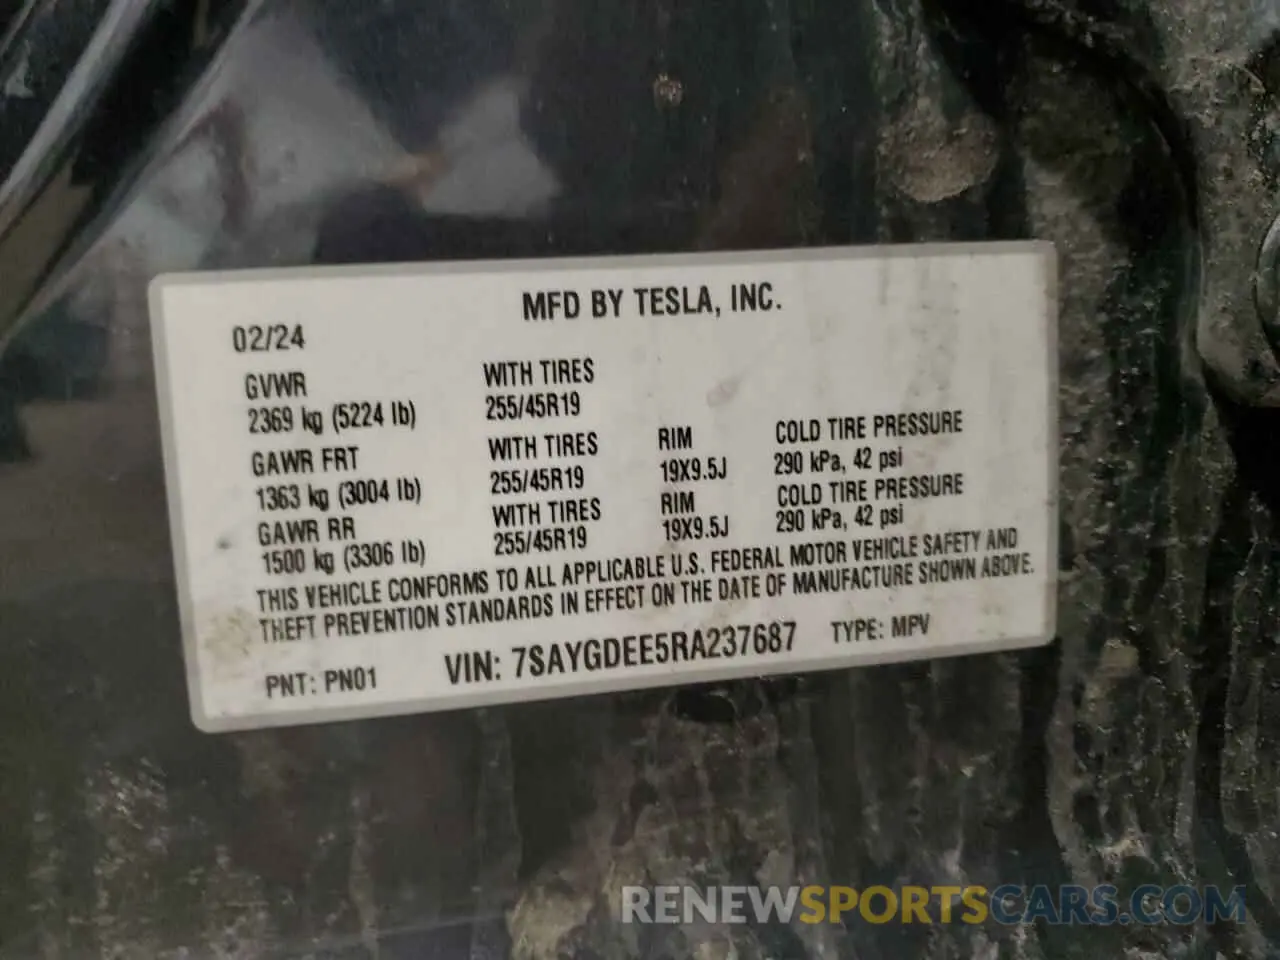 MFD BY TESLA, INC.
02/24
GVWR
2369 kg (5224 lb)
WITH TIRES
255/45R19
GAWR FRT
1363 kg (3004 lb)
WITH TIRES
255/45R19
RIM
19X9.5J
COLD TIRE PRESSURE
290 kPa, 42 psi
GAWR RR
1500 kg (3306 lb)
WITH TIRES
255/45R19
RIM
19X9.5J
COLD TIRE PRESSURE
290 kPa, 42 psi
THIS VEHICLE CONFORMS TO ALL APPLICABLE U.S. FEDERAL MOTOR VEHICLE SAFETY AND
THEFT PREVENTION STANDARDS IN EFFECT ON THE DATE OF MANUFACTURE SHOWN ABOVE.
PNT: PN01 VIN: 7SAYGDEE5RA237687 TYPE: MPV
RENEWSPORTSCARS.COM